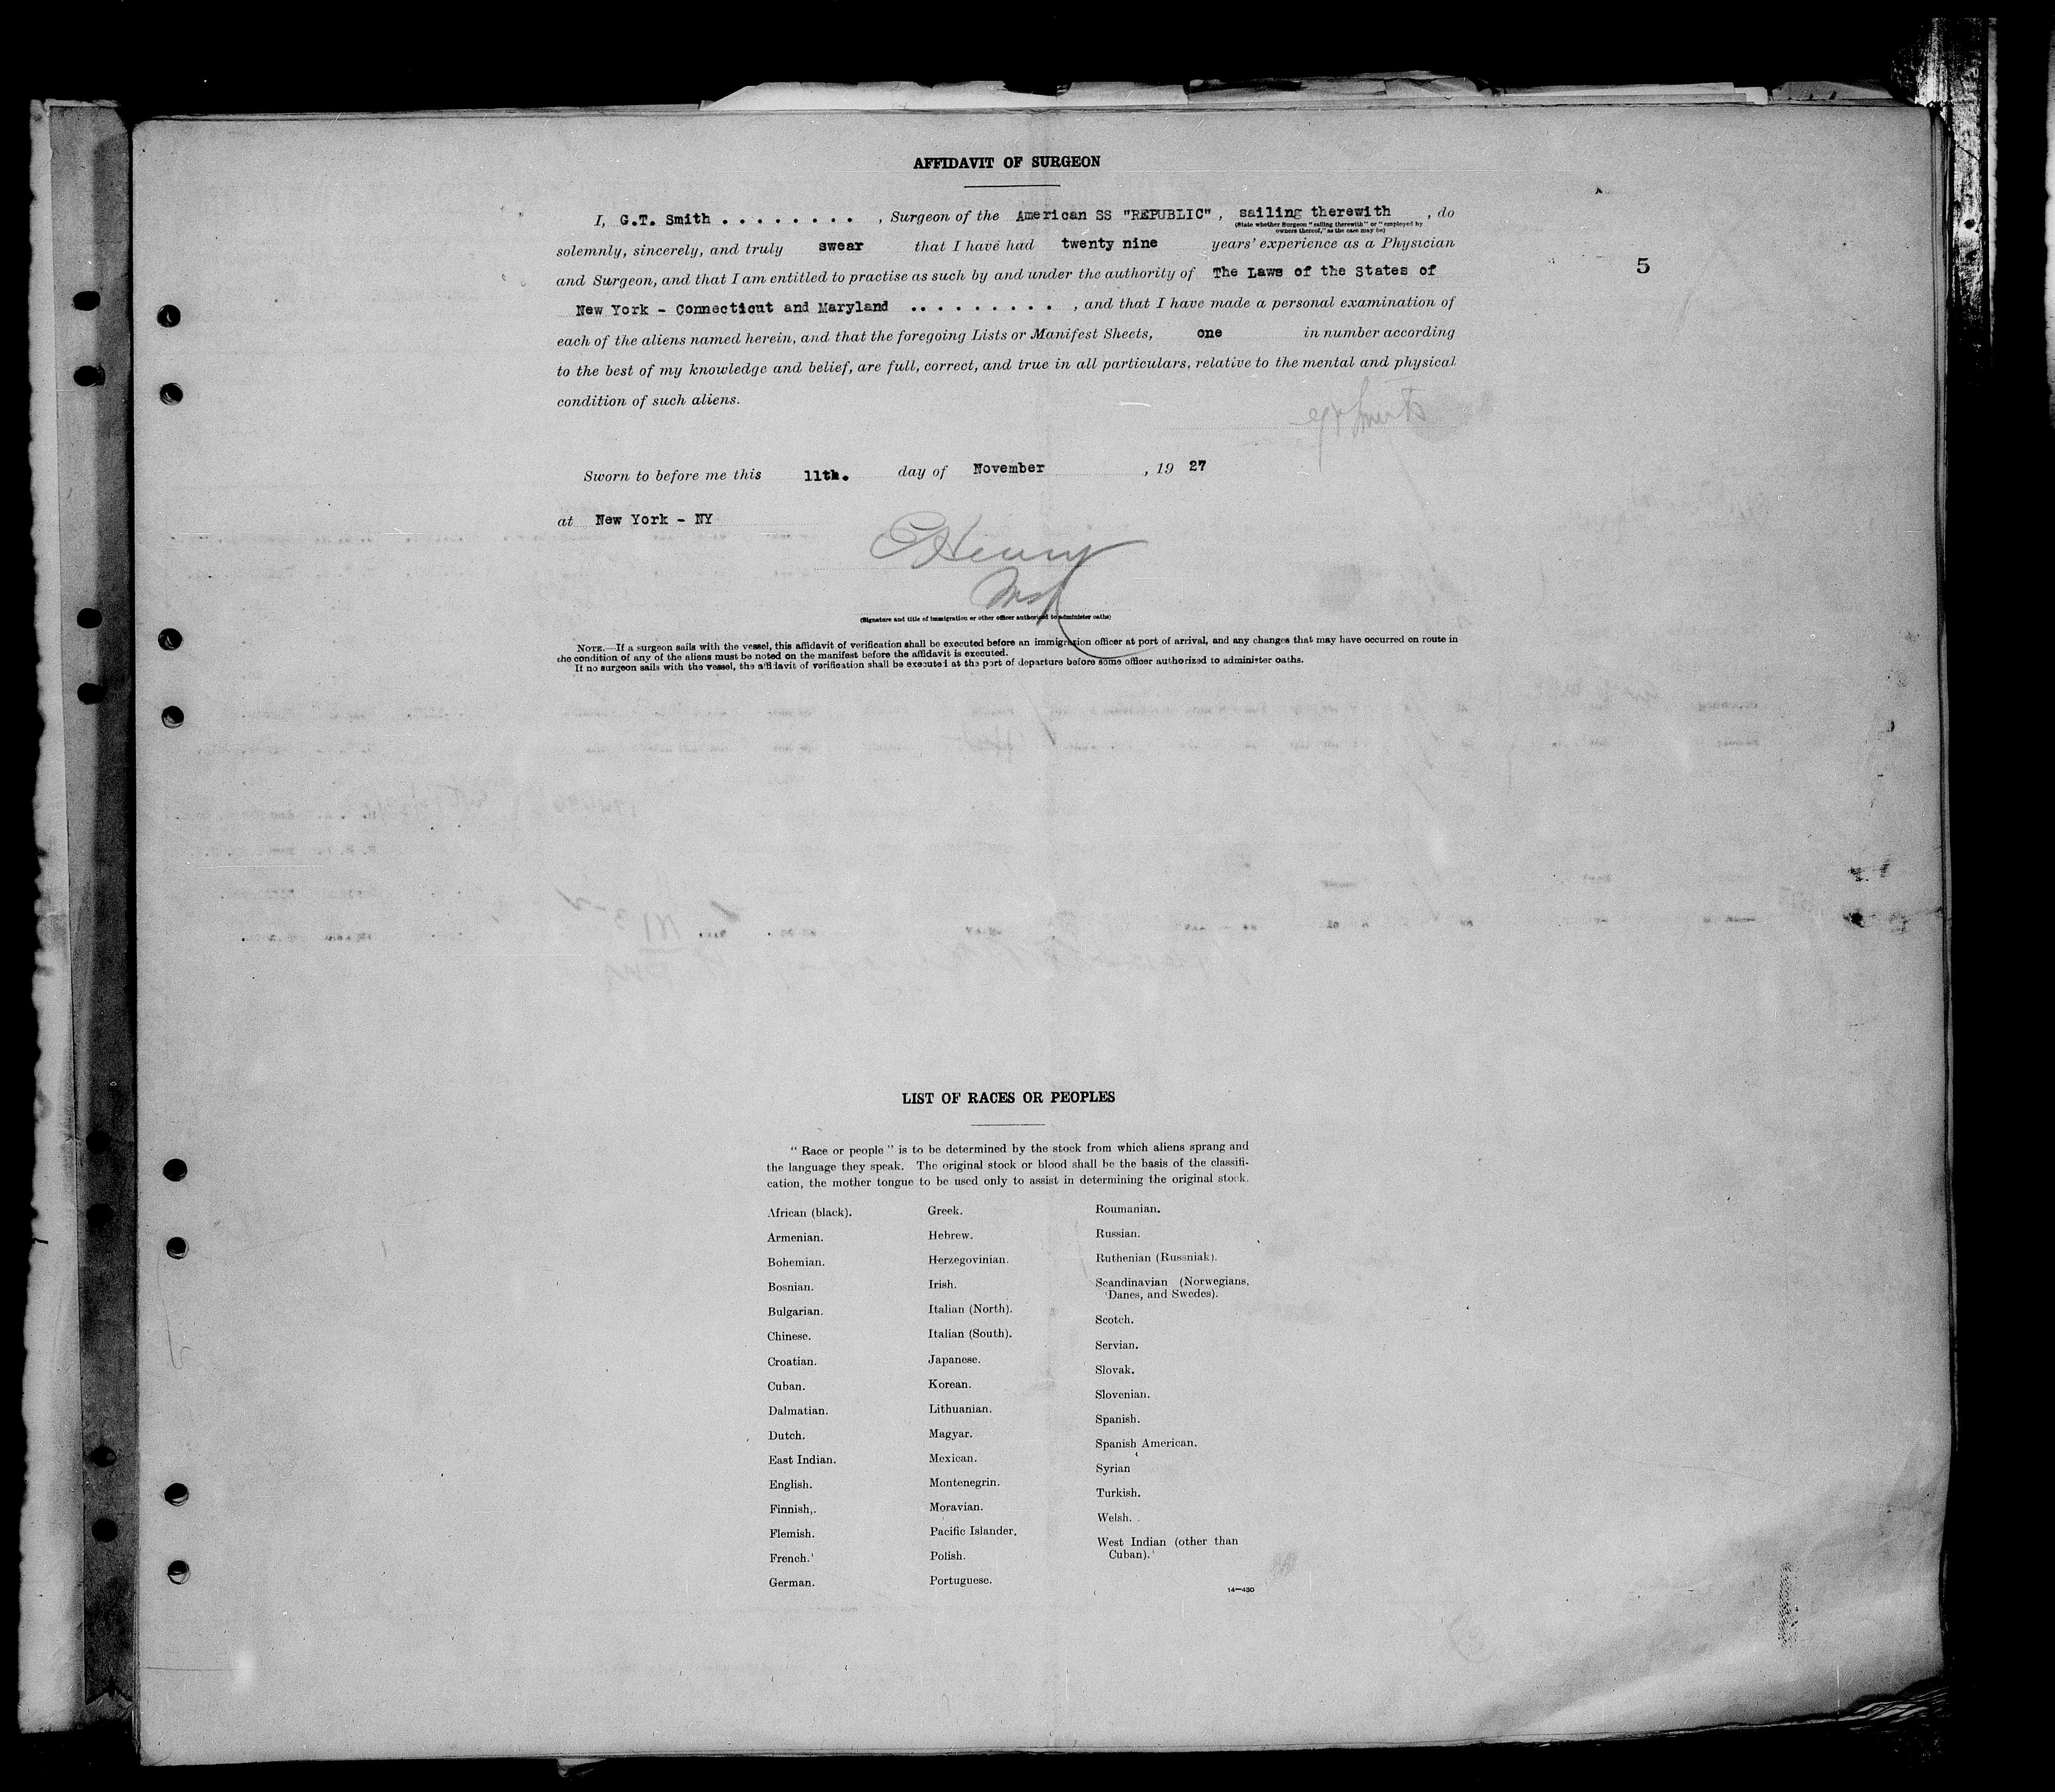 AFFIDAVIT OF SURGEON
I, G.T. Smith . . . . . . . . , Surgeon of the American SS "REPUBLIC", sailing therewith , do
(State whether Surgeon "sailing therewith" or "employed by
owners thereof," as the case may be)
solemnly, sincerely, and truly swear that I have had twenty nine years' experience as a Physician
and Surgeon, and that I am entitled to practise as such by and under the authority of The Laws of the States of
5
New York - Connecticut and Maryland . . . . . . . . . , and that I have made a personal examination of
each of the aliens named herein, and that the foregoing Lists or Manifest Sheets, one in number according
to the best of my knowledge and belief, are full, correct, and true in all particulars, relative to the mental and physical
condition of such aliens.
Sworn to before me this 11th. day of November , 19 27
at New York - NY
(Signature and title of immigration or other officer authorized to administer oaths)
NOTE.—If a surgeon sails with the vessel, this affidavit of verification shall be executed before an immigration officer at port of arrival, and any changes that may have occurred on route in
the condition of any of the aliens must be noted on the manifest before the affidavit is executed.
If no surgeon sails with the vessel, the affidavit of verification shall be executed at the port of departure before some officer authorized to administer oaths.
LIST OF RACES OR PEOPLES
" Race or people " is to be determined by the stock from which aliens sprang and
the language they speak. The original stock or blood shall be the basis of the classifi-
cation, the mother tongue to be used only to assist in determining the original stock.
African (black).
Armenian.
Bohemian.
Bosnian.
Bulgarian.
Chinese.
Croatian.
Cuban.
Dalmatian.
Dutch.
East Indian.
English.
Finnish.
Flemish.
French.
German.
Greek.
Hebrew.
Herzegovinian.
Irish.
Italian (North).
Italian (South).
Japanese.
Korean.
Lithuanian.
Magyar.
Mexican.
Montenegrin.
Moravian.
Pacific Islander.
Polish.
Portuguese.
Roumanian.
Russian.
Ruthenian (Russniak).
Scandinavian (Norwegians,
Danes, and Swedes).
Scotch.
Servian.
Slovak.
Slovenian.
Spanish.
Spanish American.
Syrian
Turkish.
Welsh.
West Indian (other than
Cuban).
14—430